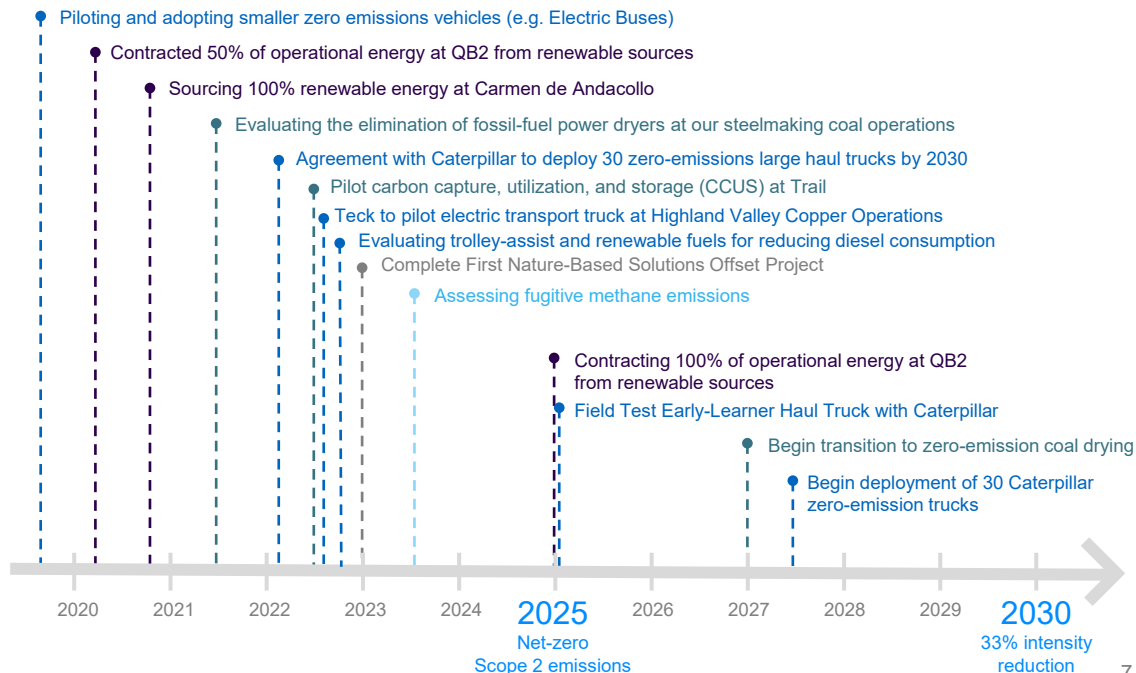 Piloting and adopting smaller zero emissions vehicles (e.g. Electric Buses)
Contracted 50% of operational energy at QB2 from renewable sources
Sourcing 100% renewable energy at Carmen de Andacollo
Evaluating the elimination of fossil-fuel power dryers at our steelmaking coal operations
Agreement with Caterpillar to deploy 30 zero-emissions large haul trucks by 2030
Pilot carbon capture, utilization, and storage (CCUS) at Trail
Teck to pilot electric transport truck at Highland Valley Copper Operations
Evaluating trolley-assist and renewable fuels for reducing diesel consumption
Complete First Nature-Based Solutions Offset Project
Assessing fugitive methane emissions
Contracting 100% of operational energy at QB2
from renewable sources
Field Test Early-Learner Haul Truck with Caterpillar
Begin transition to zero-emission coal drying
Begin deployment of 30 Caterpillar
zero-emission trucks
2020 2021 2022 2023 2024 2025 2026 2027 2028 2029 2030
Net-zero
Scope 2 emissions
33% intensity
reduction
7